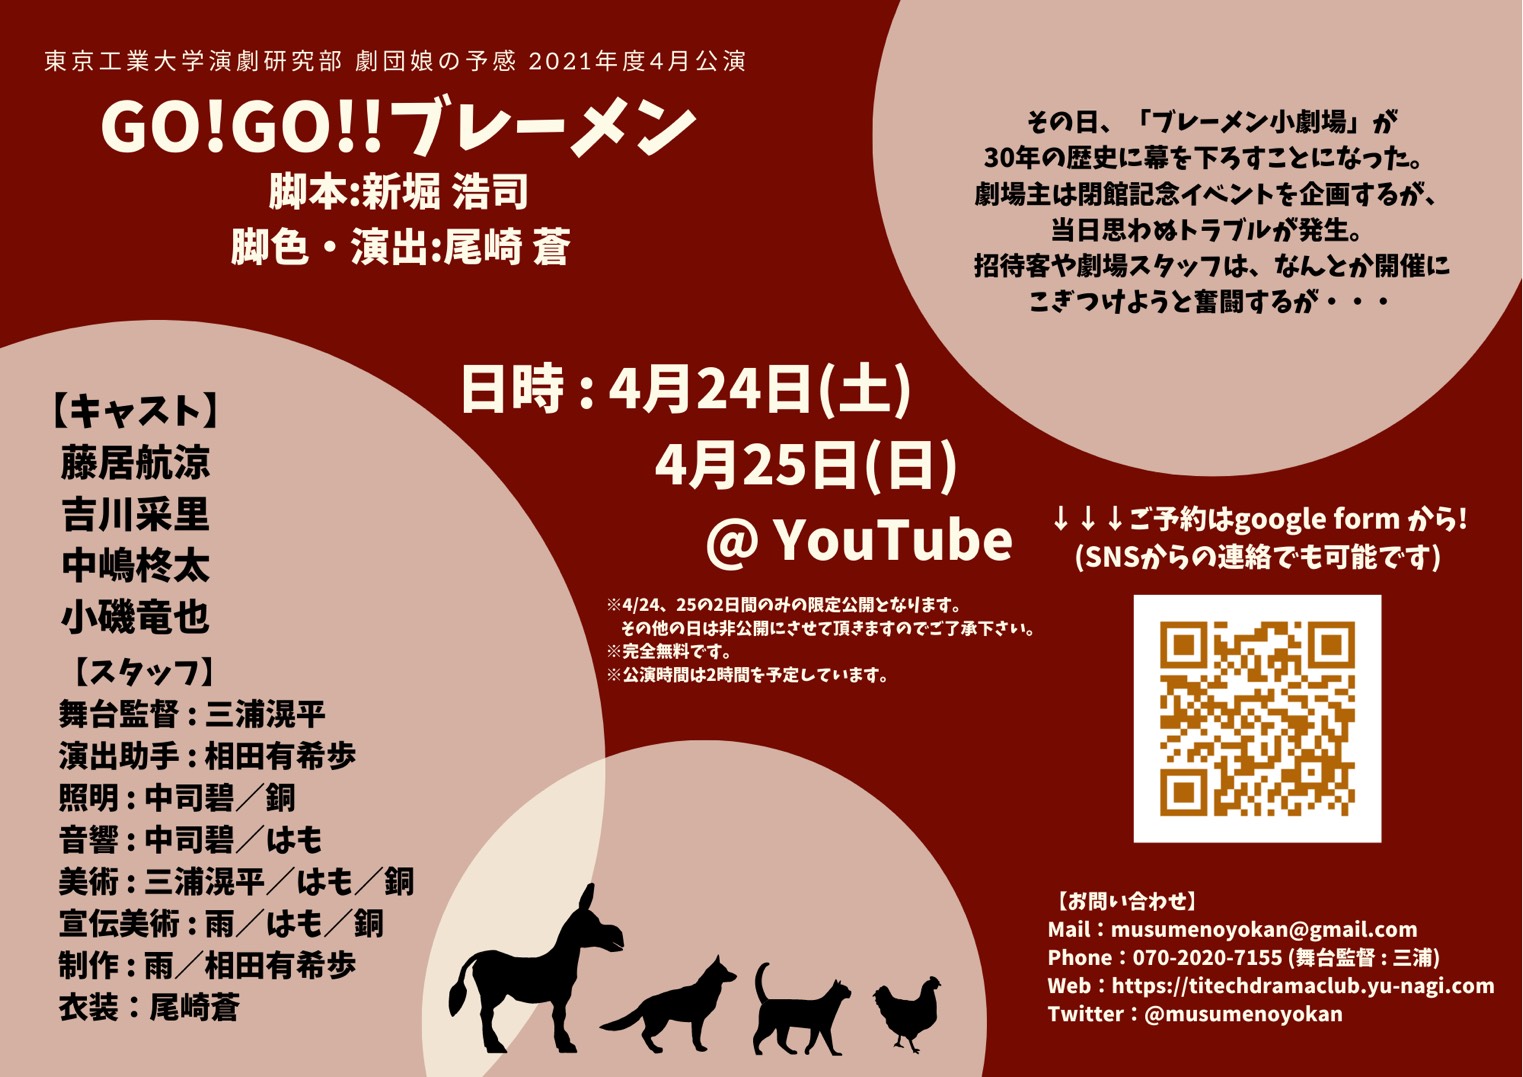 東京工業大学演劇研究部 劇団娘の予感 2021年度4月公演
GO!GO!!ブレーメン
脚本:新堀 浩司
脚色・演出:尾崎 蒼
その日、「ブレーメン小劇場」が
30年の歴史に幕を下ろすことになった。
劇場主は閉館記念イベントを企画するが、
当日思わぬトラブルが発生。
招待客や劇場スタッフは、なんとか開催に
こぎつけようと奮闘するが・・・
日時 : 4月24日(土)
4月25日(日)
@ YouTube
※4/24、25の2日間のみの限定公開となります。
その他の日は非公開にさせて頂きますのでご了承下さい。
※完全無料です。
※公演時間は2時間を予定しています。
【キャスト】
藤居航涼
吉川采里
中嶋柊太
小磯竜也
【スタッフ】
舞台監督 : 三浦滉平
演出助手 : 相田有希歩
照明 : 中司碧／銅
音響 : 中司碧／はも
美術 : 三浦滉平／はも／銅
宣伝美術 : 雨／はも／銅
制作 : 雨／相田有希歩
衣装：尾崎蒼
↓↓↓ご予約はgoogle form から!
(SNSからの連絡でも可能です)
【お問い合わせ】
Mail：musumenoyokan@gmail.com
Phone：070-2020-7155 (舞台監督 : 三浦)
Web：https://titechdramaclub.yu-nagi.com
Twitter：@musumenoyokan